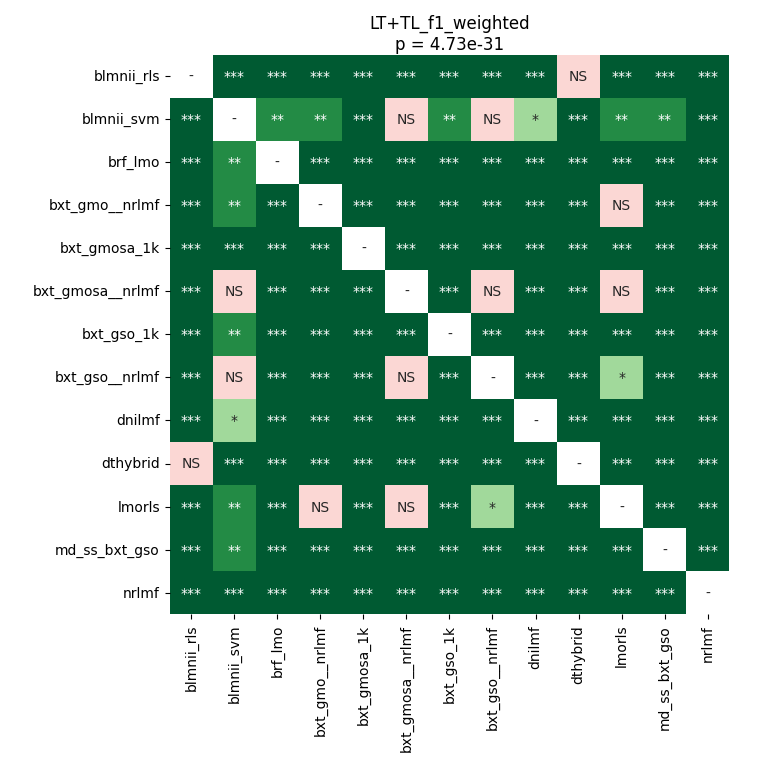 LT+TL_f1_weighted
p = 4.73e-31
blmnii_rls - *** *** *** *** *** *** *** *** NS *** *** ***
blmnii_svm *** - ** ** *** NS ** NS * *** ** ** ***
brf_lmo *** ** - *** *** *** *** *** *** *** *** *** ***
bxt_gmo__nrlmf *** ** *** - *** *** *** *** *** *** NS *** ***
bxt_gmosa_1k *** *** *** *** - *** *** *** *** *** *** *** ***
bxt_gmosa__nrlmf *** NS *** *** *** - *** NS *** *** NS *** ***
bxt_gso_1k *** ** *** *** *** *** - *** *** *** *** *** ***
bxt_gso__nrlmf *** NS *** *** *** NS *** - *** *** * *** ***
dnilmf *** * *** *** *** *** *** *** - *** *** *** ***
dthybrid NS *** *** *** *** *** *** *** *** - *** *** ***
lmorls *** ** *** NS *** NS *** * *** *** - *** ***
md_ss_bxt_gso *** ** *** *** *** *** *** *** *** *** *** - ***
nrlmf *** *** *** *** *** *** *** *** *** *** *** *** -
blmnii_rls
blmnii_svm
brf_lmo
bxt_gmo__nrlmf
bxt_gmosa_1k
bxt_gmosa__nrlmf
bxt_gso_1k
bxt_gso__nrlmf
dnilmf
dthybrid
lmorls
md_ss_bxt_gso
nrlmf